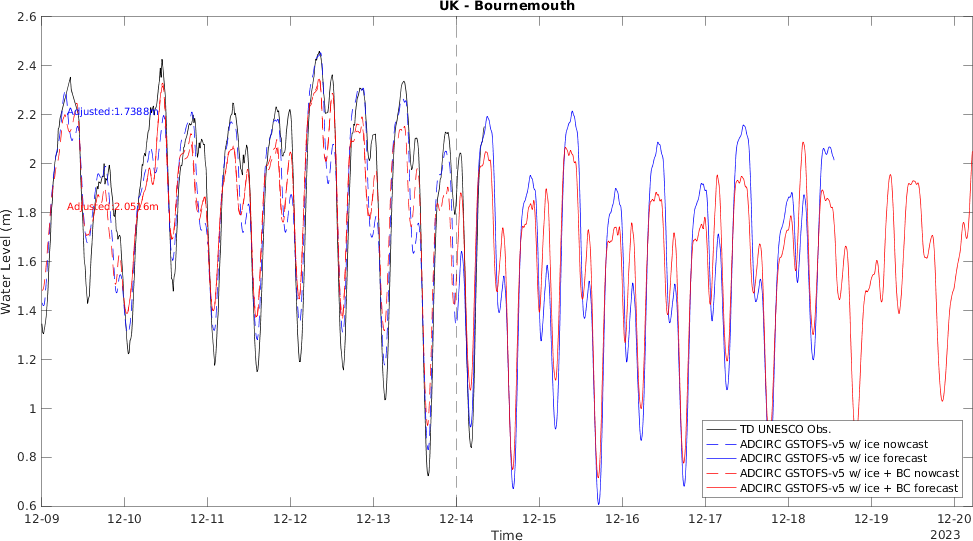 UK - Bournemouth
2.6
2.4
2.2
2
1.8
1.6
1.4
1.2
1
0.8
0.6
Water Level (m)
Adjusted:1.7388m
Adjusted:2.0526m
TD UNESCO Obs.
ADCIRC GSTOFS-v5 w/ ice nowcast
ADCIRC GSTOFS-v5 w/ ice forecast
ADCIRC GSTOFS-v5 w/ ice + BC nowcast
ADCIRC GSTOFS-v5 w/ ice + BC forecast
12-09 12-10 12-11 12-12 12-13 12-14 12-15 12-16 12-17 12-18 12-19 12-20
Time
2023